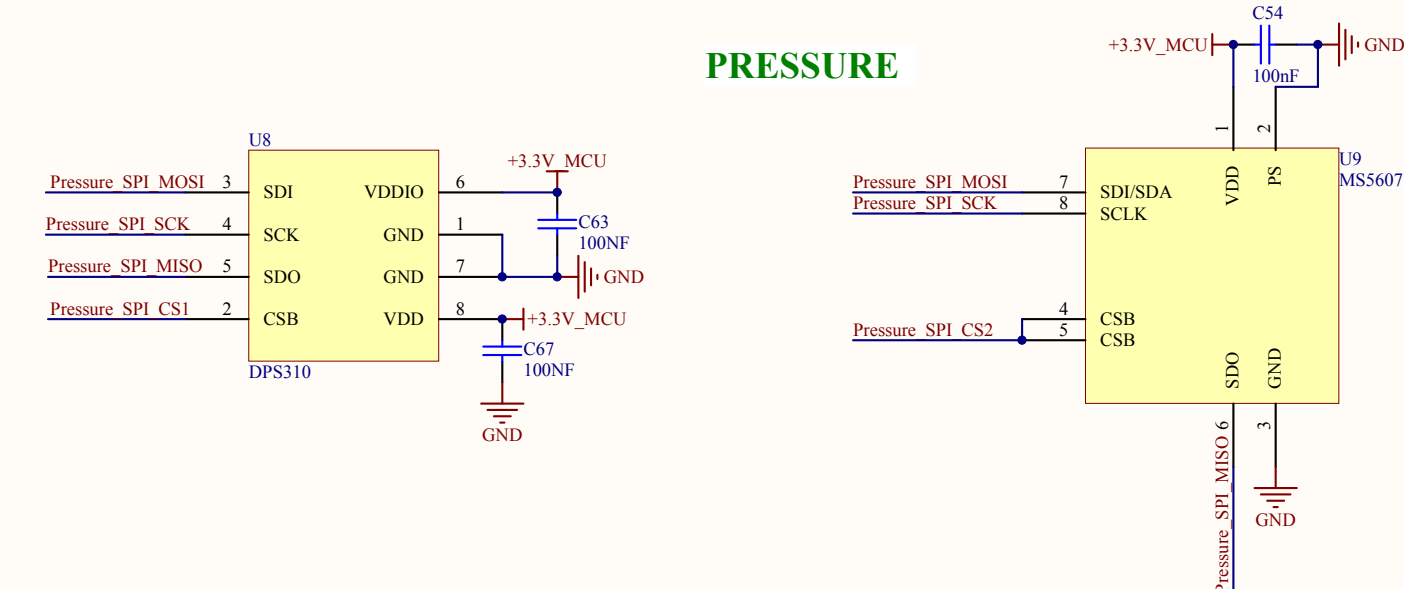 PRESSURE
U8
Pressure_SPI_MOSI 3 SDI VDDIO 6 +3.3V_MCU
Pressure_SPI_SCK 4 SCK GND 1 C63
100NF
Pressure_SPI_MISO 5 SDO GND 7 GND
Pressure_SPI_CS1 2 CSB VDD 8 +3.3V_MCU
C67
100NF
DPS310
GND
C54
+3.3V_MCU GND
100nF
1 2
U9
MS5607
VDD PS
Pressure_SPI_MOSI 7 SDI/SDA
Pressure_SPI_SCK 8 SCLK
4 CSB
Pressure_SPI_CS2 5 CSB
SDO GND
Pressure_SPI_MISO 6 3
GND